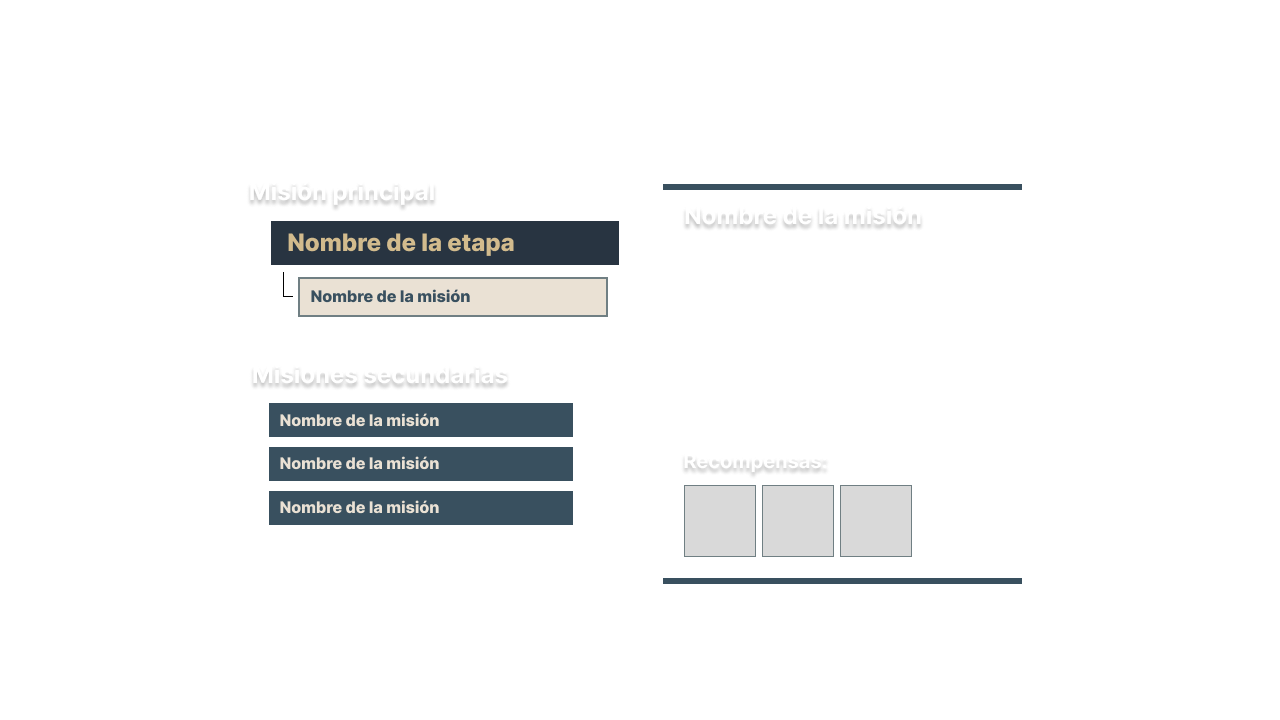 Misión principal
Nombre de la etapa
Nombre de la misión
Misiones secundarias
Nombre de la misión
Nombre de la misión
Nombre de la misión
Nombre de la misión
Recompensas: